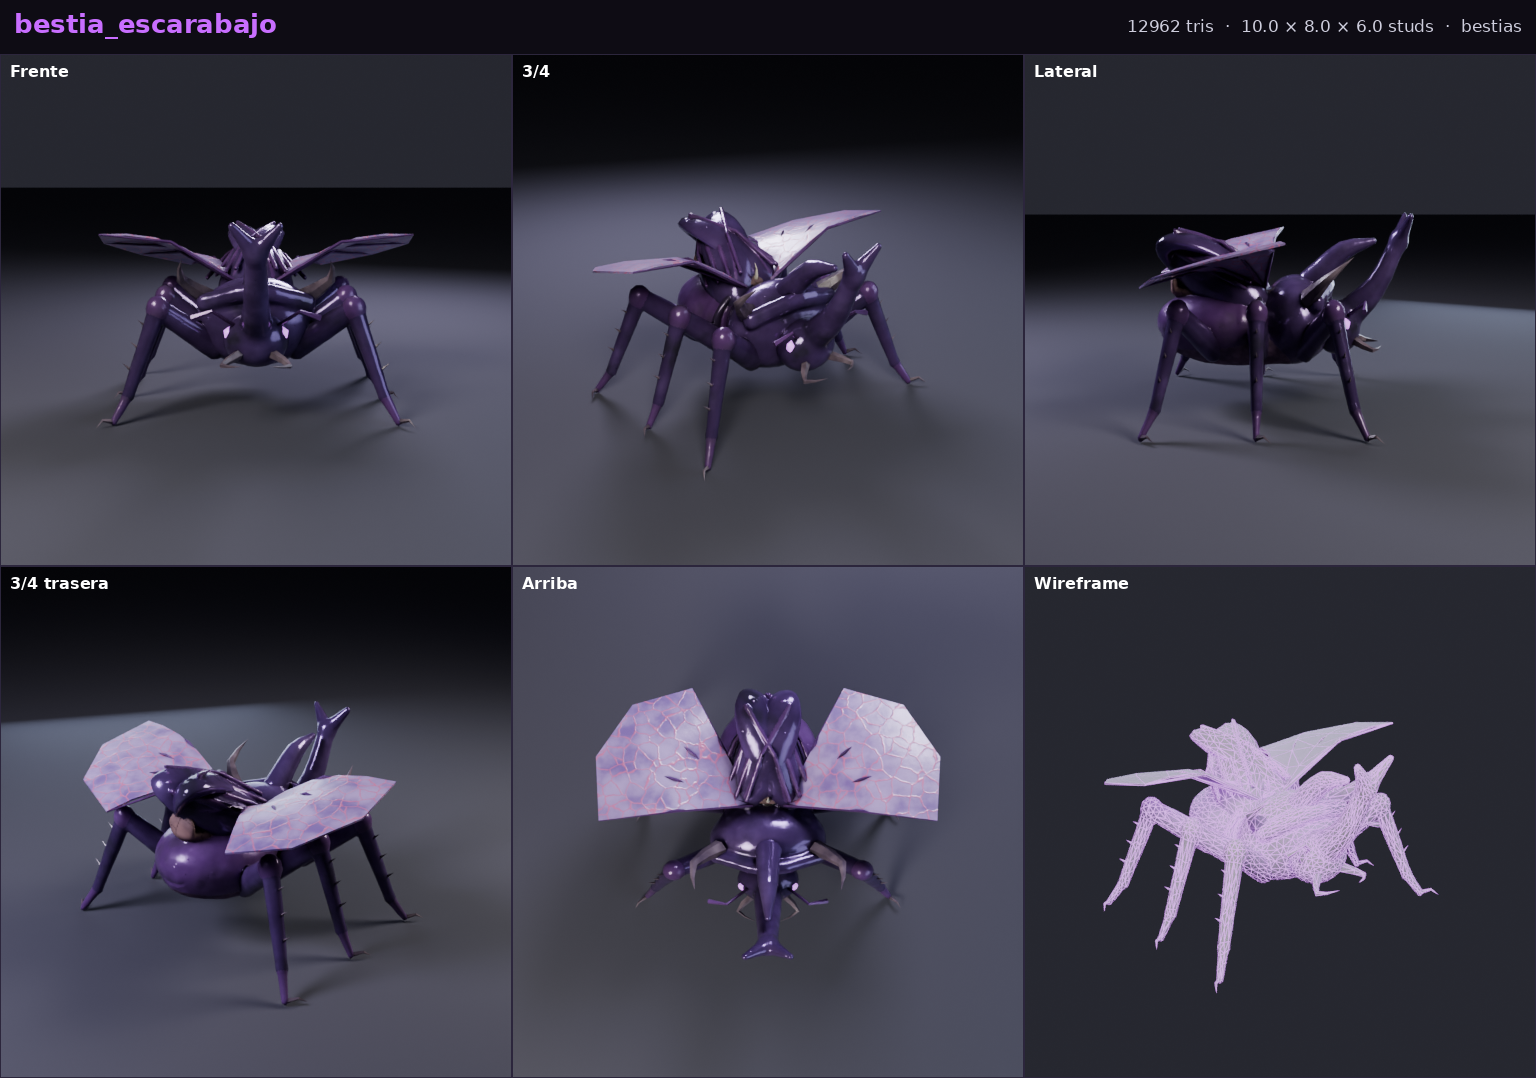 bestia_escarabajo
12962 tris · 10.0 × 8.0 × 6.0 studs · bestias
Frente
3/4
Lateral
3/4 trasera
Arriba
Wireframe